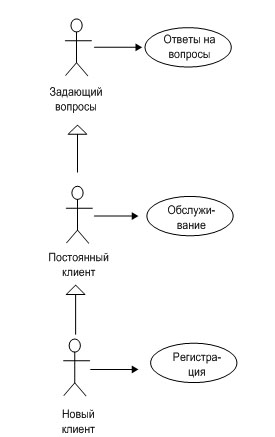 Ответы на
вопросы
Задающий
вопросы
Обслужи-
вание
Постоянный
клиент
Регистра-
ция
Новый
клиент